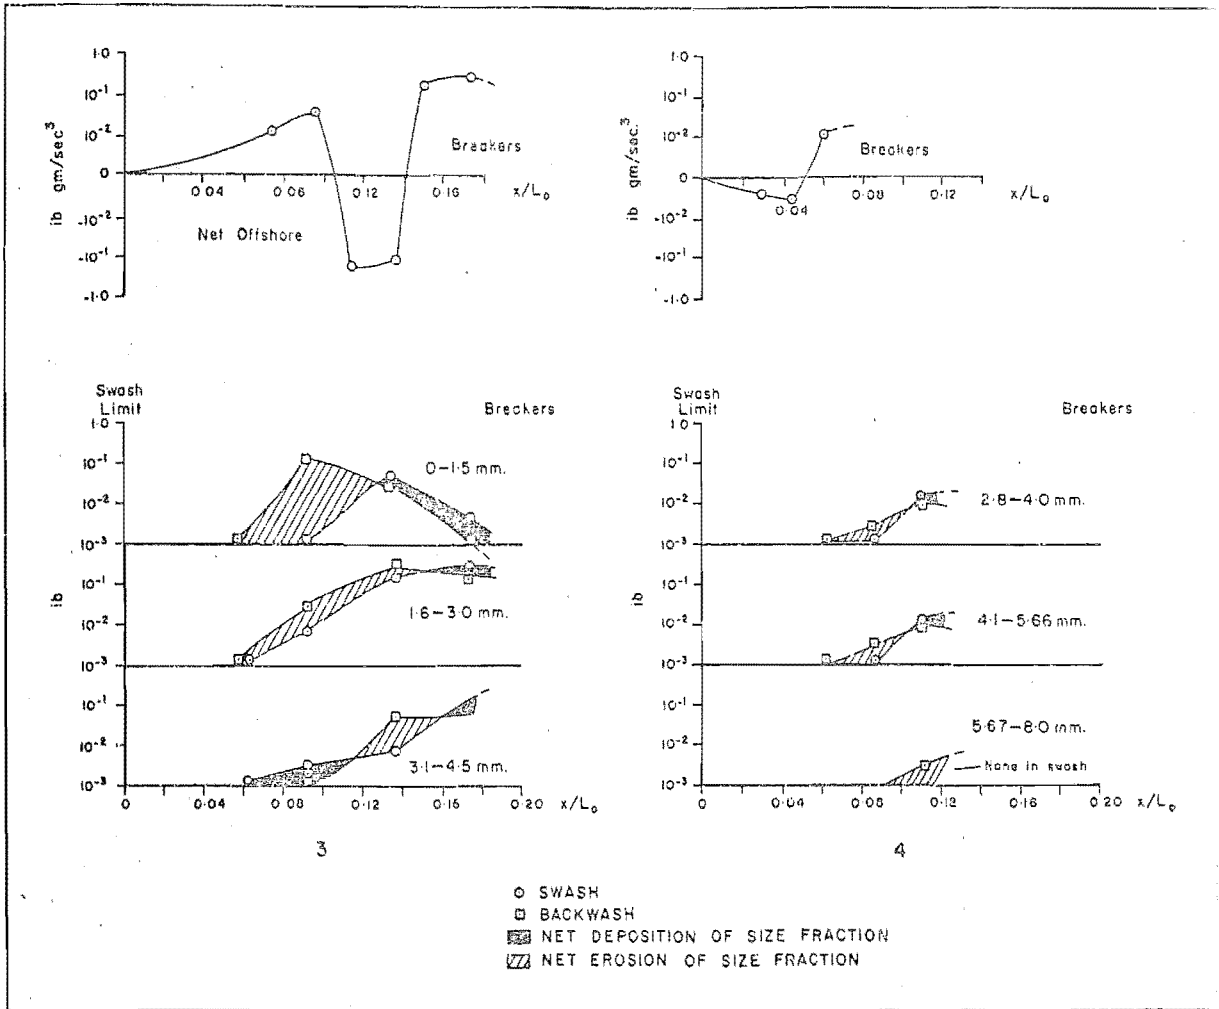 1·0
10⁻¹
10⁻²
0
-10⁻²
-10⁻¹
-1·0
ib gm/sec³
0·04
0·08
0·12
0·16
x/L₀
Breakers
Net Offshore
1·0
10⁻¹
10⁻²
0
-10⁻²
-10⁻¹
-1·0
ib gm/sec.³
0·04
0·08
0·12
x/L₀
Breakers
Swash
Limit
Breakers
1·0
10⁻¹
10⁻²
10⁻³
10⁻¹
10⁻²
10⁻³
10⁻¹
10⁻²
10⁻³
ib
0-1·5 mm.
1·6-3·0 mm.
3·1-4·5 mm.
0
0·04
0·08
0·12
0·16
0·20
x/L₀
3
Swash
Limit
Breakers
1·0
10⁻¹
10⁻²
10⁻³
10⁻¹
10⁻²
10⁻³
10⁻¹
10⁻²
10⁻³
ib
2·8-4·0 mm.
4·1-5·66 mm.
5·67-8·0 mm.
None in swash
0
0·04
0·08
0·12
0·16
0·20
x/L₀
4
SWASH
BACKWASH
NET DEPOSITION OF SIZE FRACTION
NET EROSION OF SIZE FRACTION